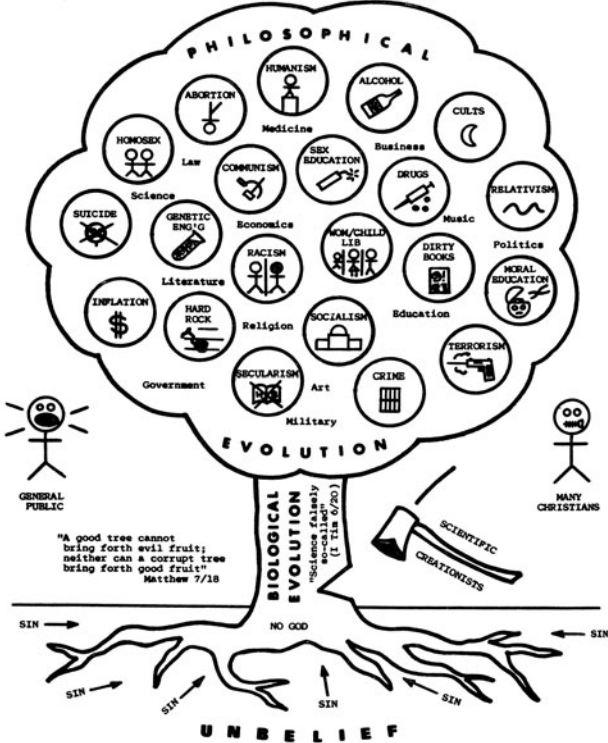 PHILOSOPHICAL
HUMANISM
ALCOHOL
ABORTION
CULTS
Medicine
HOMOSEX
Law
COMMUNISM
SEX
EDUCATION
Business
DRUGS
RELATIVISM
Science
SUICIDE
GENETIC
ENG'G
Economics
WOM/CHILD
LIB
Music
Politics
RACISM
DIRTY
BOOKS
MORAL
EDUCATION
Literature
INFLATION
$
HARD
ROCK
Religion
SOCIALISM
Education
TERRORISM
Government
SECULARISM
Art
CRIME
Military
EVOLUTION
GENERAL
PUBLIC
MANY
CHRISTIANS
"A good tree cannot
bring forth evil fruit;
neither can a corrupt tree
bring forth good fruit"
Matthew 7/18
BIOLOGICAL
EVOLUTION
"Science falsely
so-called"
(I Tim 6/20)
SCIENTIFIC
CREATIONISTS
NO GOD
SIN
SIN
SIN
SIN
SIN
SIN
UNBELIEF